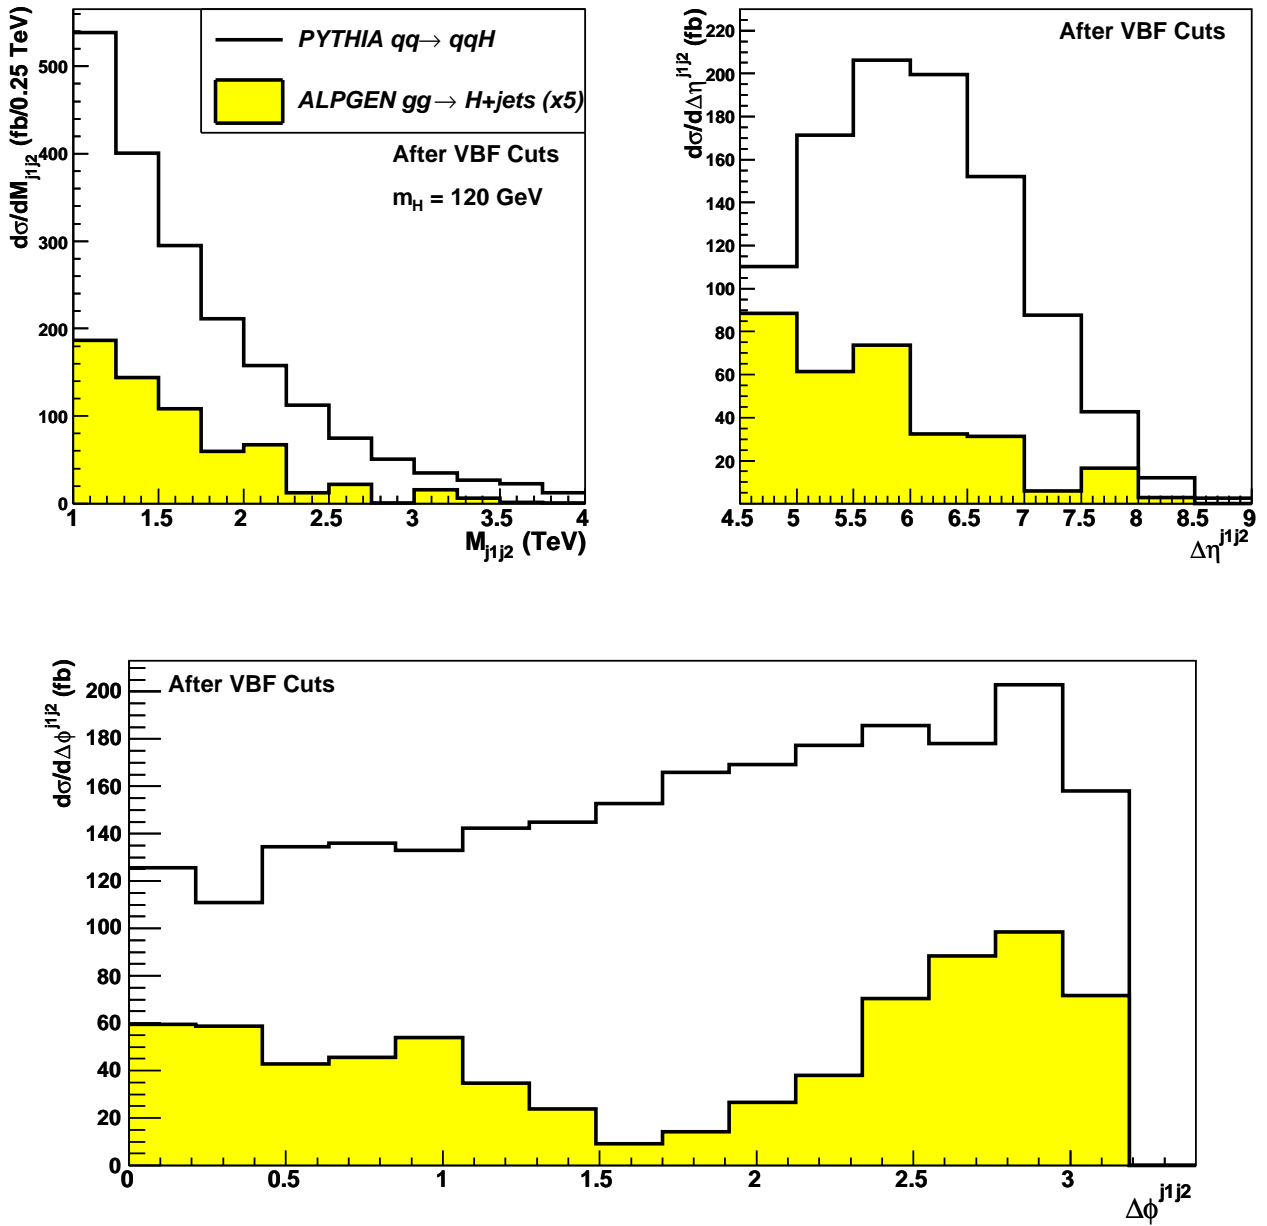 dσ/dM_j1j2 (fb/0.25 TeV)
500
400
300
200
100
0
PYTHIA qq→ qqH
ALPGEN gg→ H+jets (x5)
After VBF Cuts
m_H = 120 GeV
1 1.5 2 2.5 3 3.5 4
M_j1j2 (TeV)
dσ/dΔη^j1j2 (fb)
220
200
180
160
140
120
100
80
60
40
20
After VBF Cuts
4.5 5 5.5 6 6.5 7 7.5 8 8.5 9
Δη^j1j2
dσ/dΔϕ^j1j2 (fb)
200
180
160
140
120
100
80
60
40
20
0
After VBF Cuts
0 0.5 1 1.5 2 2.5 3
Δϕ^j1j2